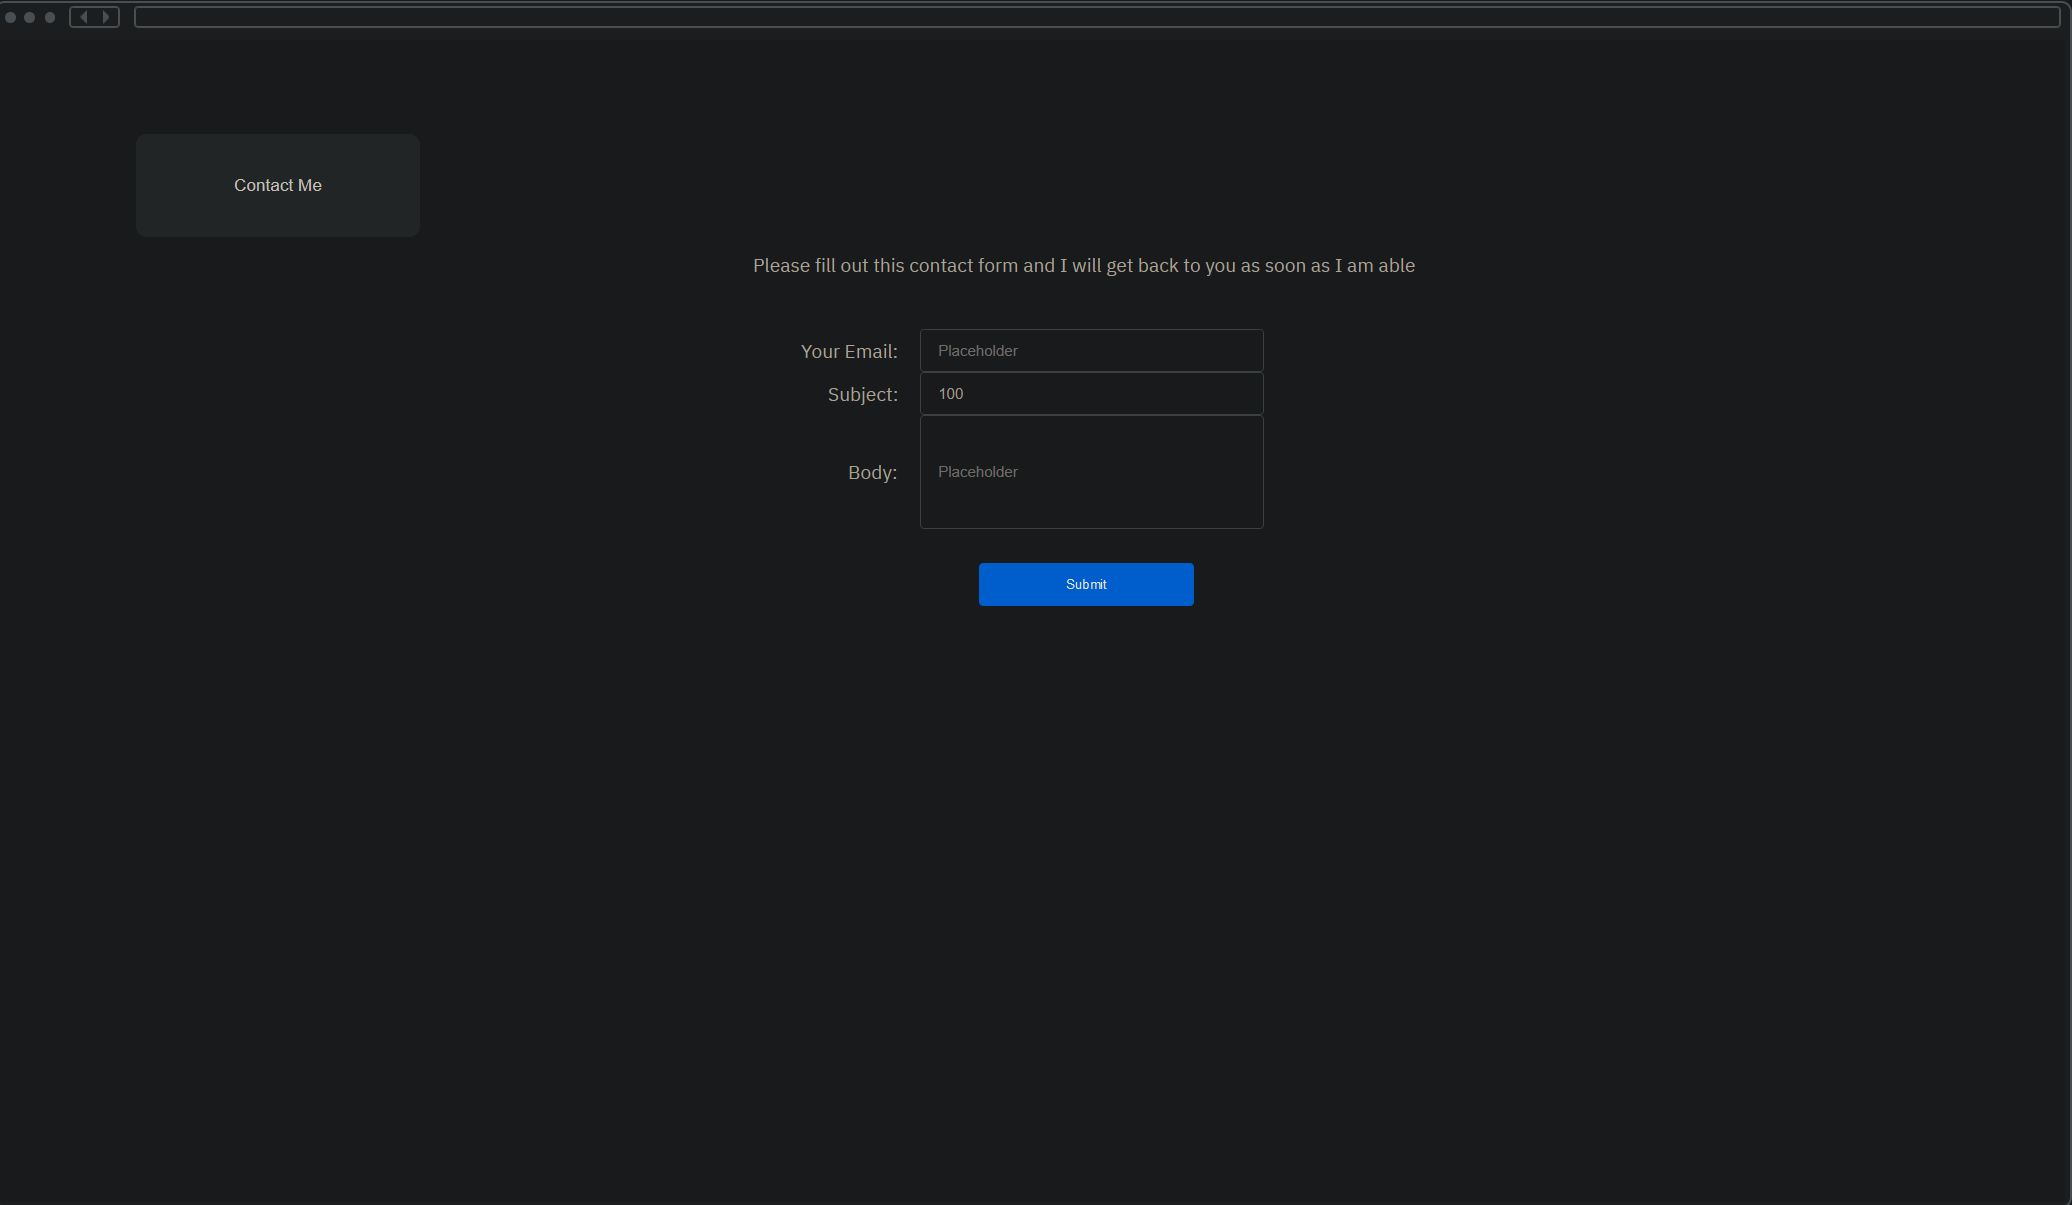 Contact Me
Please fill out this contact form and I will get back to you as soon as I am able
Your Email: Placeholder
Subject: 100
Body: Placeholder
Submit